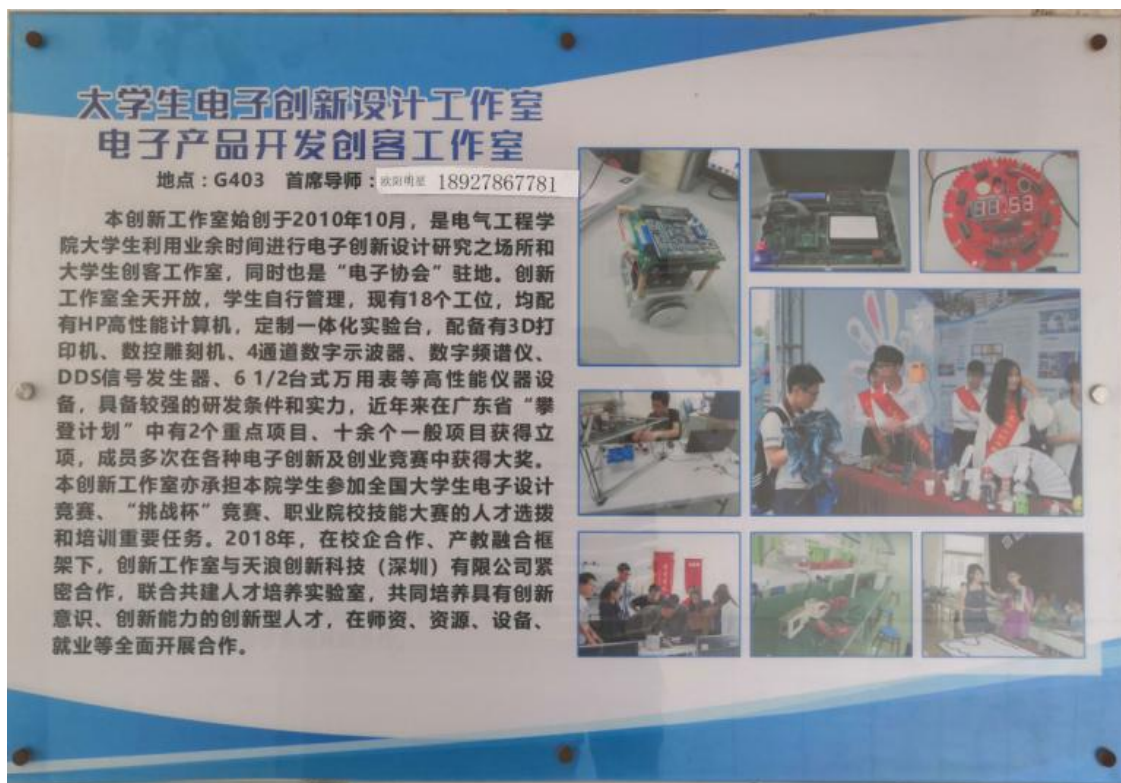 大学生电子创新设计工作室
电子产品开发创客工作室
地点：G403 首席导师：欧阳明星 18927867781
本创新工作室始创于2010年10月，是电气工程学
院大学生利用业余时间进行电子创新设计研究之场所和
大学生创客工作室，同时也是“电子协会”驻地。创新
工作室全天开放，学生自行管理，现有18个工位，均配
有HP高性能计算机，定制一体化实验台，配备有3D打
印机、数控雕刻机、4通道数字示波器、数字频谱仪、
DDS信号发生器、6 1/2台式万用表等高性能仪器设
备，具备较强的研发条件和实力，近年来在广东省“攀
登计划”中有2个重点项目、十余个一般项目获得立
项，成员多次在各种电子创新及创业竞赛中获得大奖。
本创新工作室亦承担本院学生参加全国大学生电子设计
竞赛、“挑战杯”竞赛、职业院校技能大赛的人才选拨
和培训重要任务。2018年，在校企合作、产教融合框
架下，创新工作室与天浪创新科技（深圳）有限公司紧
密合作，联合共建人才培养实验室，共同培养具有创新
意识、创新能力的创新型人才，在师资、资源、设备、
就业等全面开展合作。